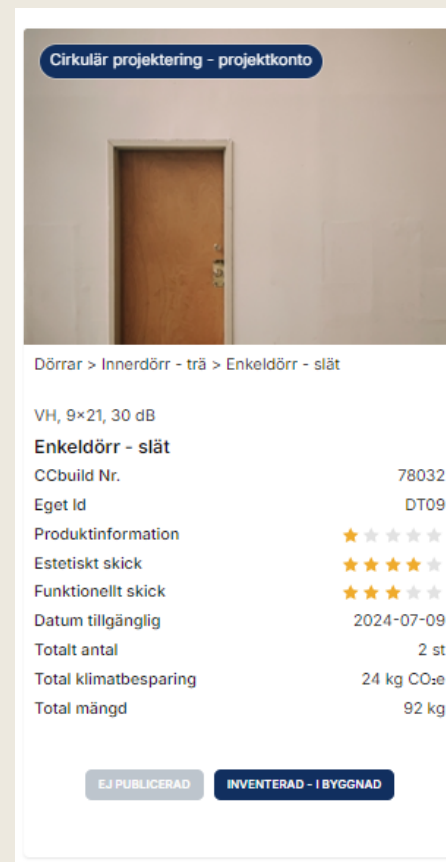 Cirkulär projektering - projektkonto
Dörrar > Innerdörr - trä > Enkeldörr - slät
VH, 9×21, 30 dB
Enkeldörr - slät
CCbuild Nr. 78032
Eget Id DT09
Produktinformation
Estetiskt skick
Funktionellt skick
Datum tillgänglig 2024-07-09
Totalt antal 2 st
Total klimatbesparing 24 kg CO₂e
Total mängd 92 kg
EJ PUBLICERAD INVENTERAD - I BYGGNAD